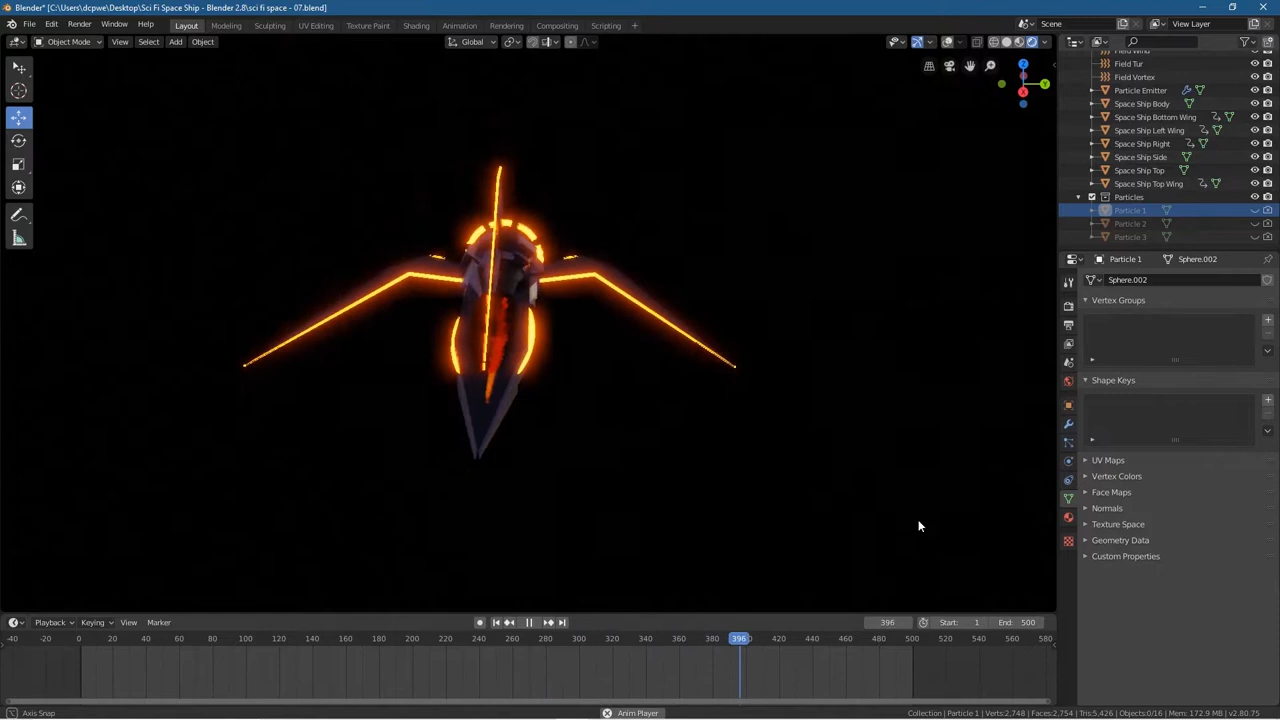 Blender* [C:\Users\dcpwe\Desktop\Sci Fi Space Ship - Blender 2.8\sci fi space - 07.blend]
File Edit Render Window Help Layout Modeling Sculpting UV Editing Texture Paint Shading Animation Rendering Compositing Scripting + Scene View Layer
Object Mode View Select Add Object Global
Field Wind
Field Tur
Field Vortex
Particle Emitter
Space Ship Body
Space Ship Bottom Wing
Space Ship Left Wing
Space Ship Right
Space Ship Side
Space Ship Top
Space Ship Top Wing
Particles
Particle 1
Particle 2
Particle 3
Z
Y
X
Particle 1 Sphere.002
Sphere.002
Vertex Groups
Shape Keys
UV Maps
Vertex Colors
Face Maps
Normals
Texture Space
Geometry Data
Custom Properties
Playback Keying View Marker 396 Start: 1 End: 500
-40 -20 0 20 40 60 80 100 120 140 160 180 200 220 240 260 280 300 320 340 360 380 396 420 440 460 480 500 520 540 560 580
Axis Snap Anim Player Collection | Particle 1 | Verts:2,748 | Faces:2,754 | Tris:5,426 | Objects:0/16 | Mem: 172.9 MB | v2.80.75